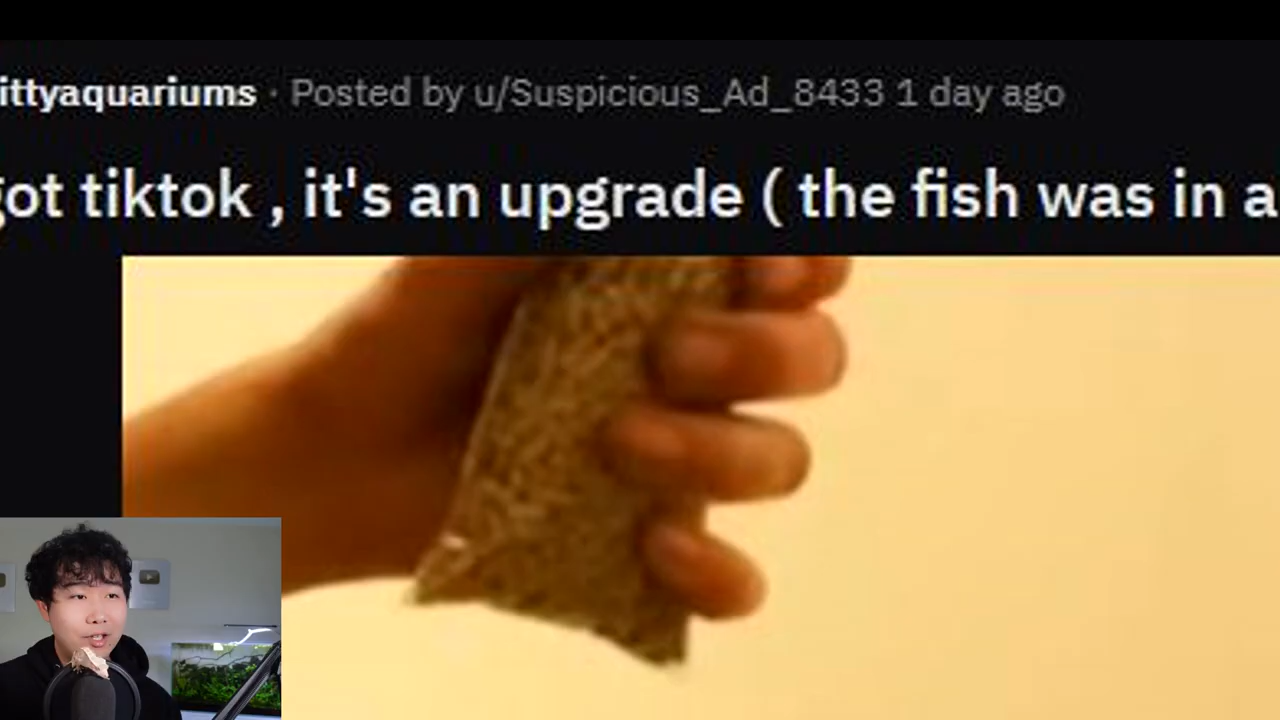 ittyaquariums · Posted by u/Suspicious_Ad_8433 1 day ago
got tiktok , it's an upgrade ( the fish was in a